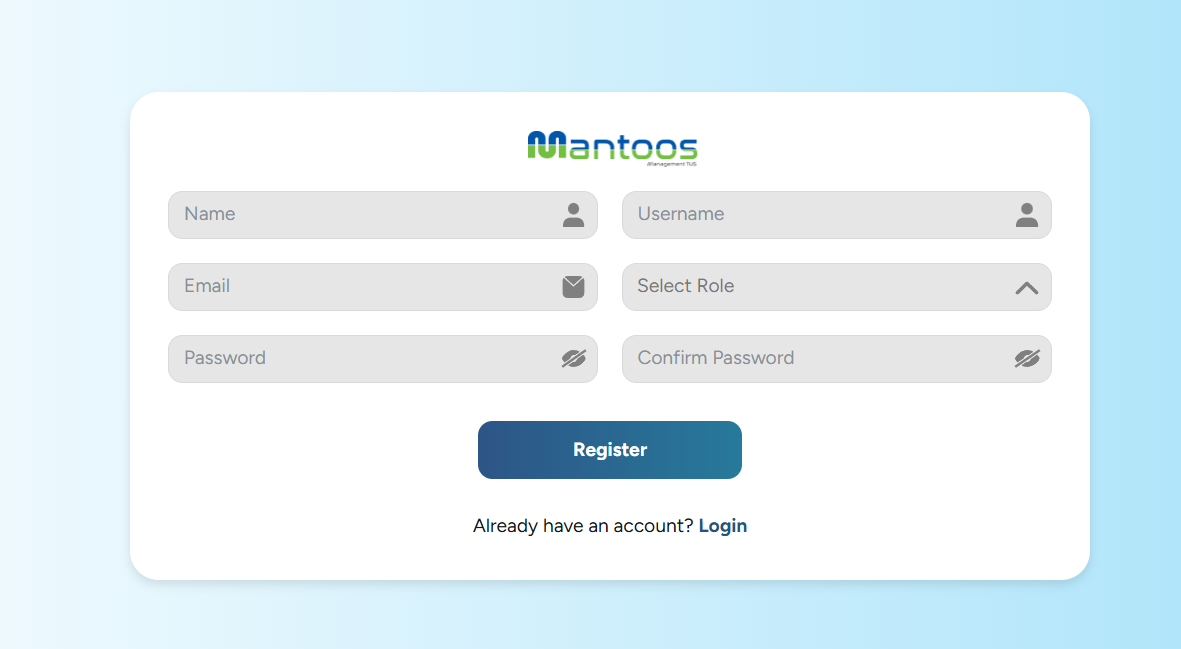 Mantoos
Management TUS
Name
Username
Email
Select Role
Password
Confirm Password
Register
Already have an account? Login